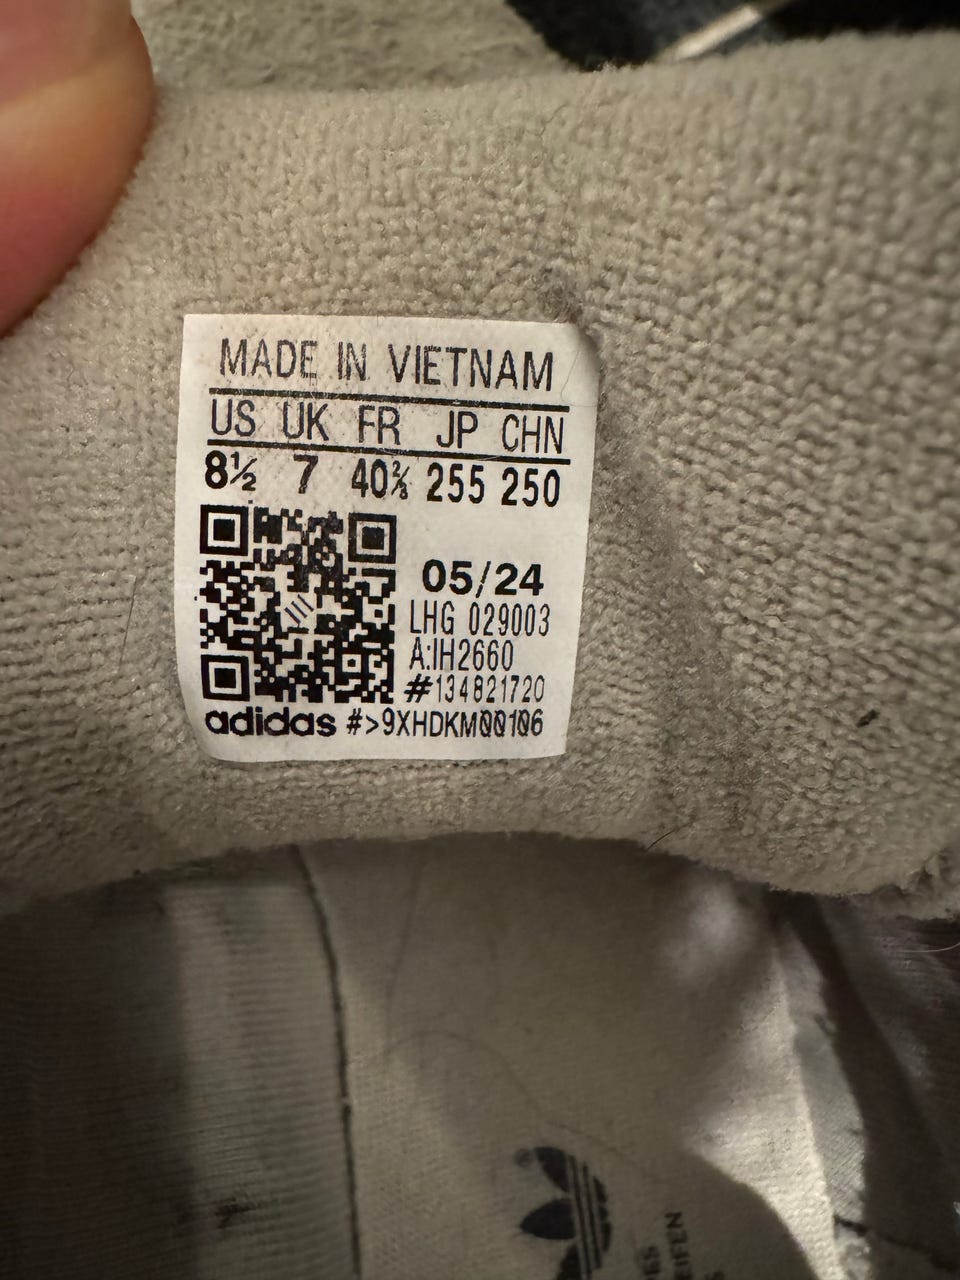 MADE IN VIETNAM
US UK FR JP CHN
8½ 7 40⅔ 255 250
05/24
LHG 029003
A:IH2660
#134821720
adidas #>9XHDKM00106